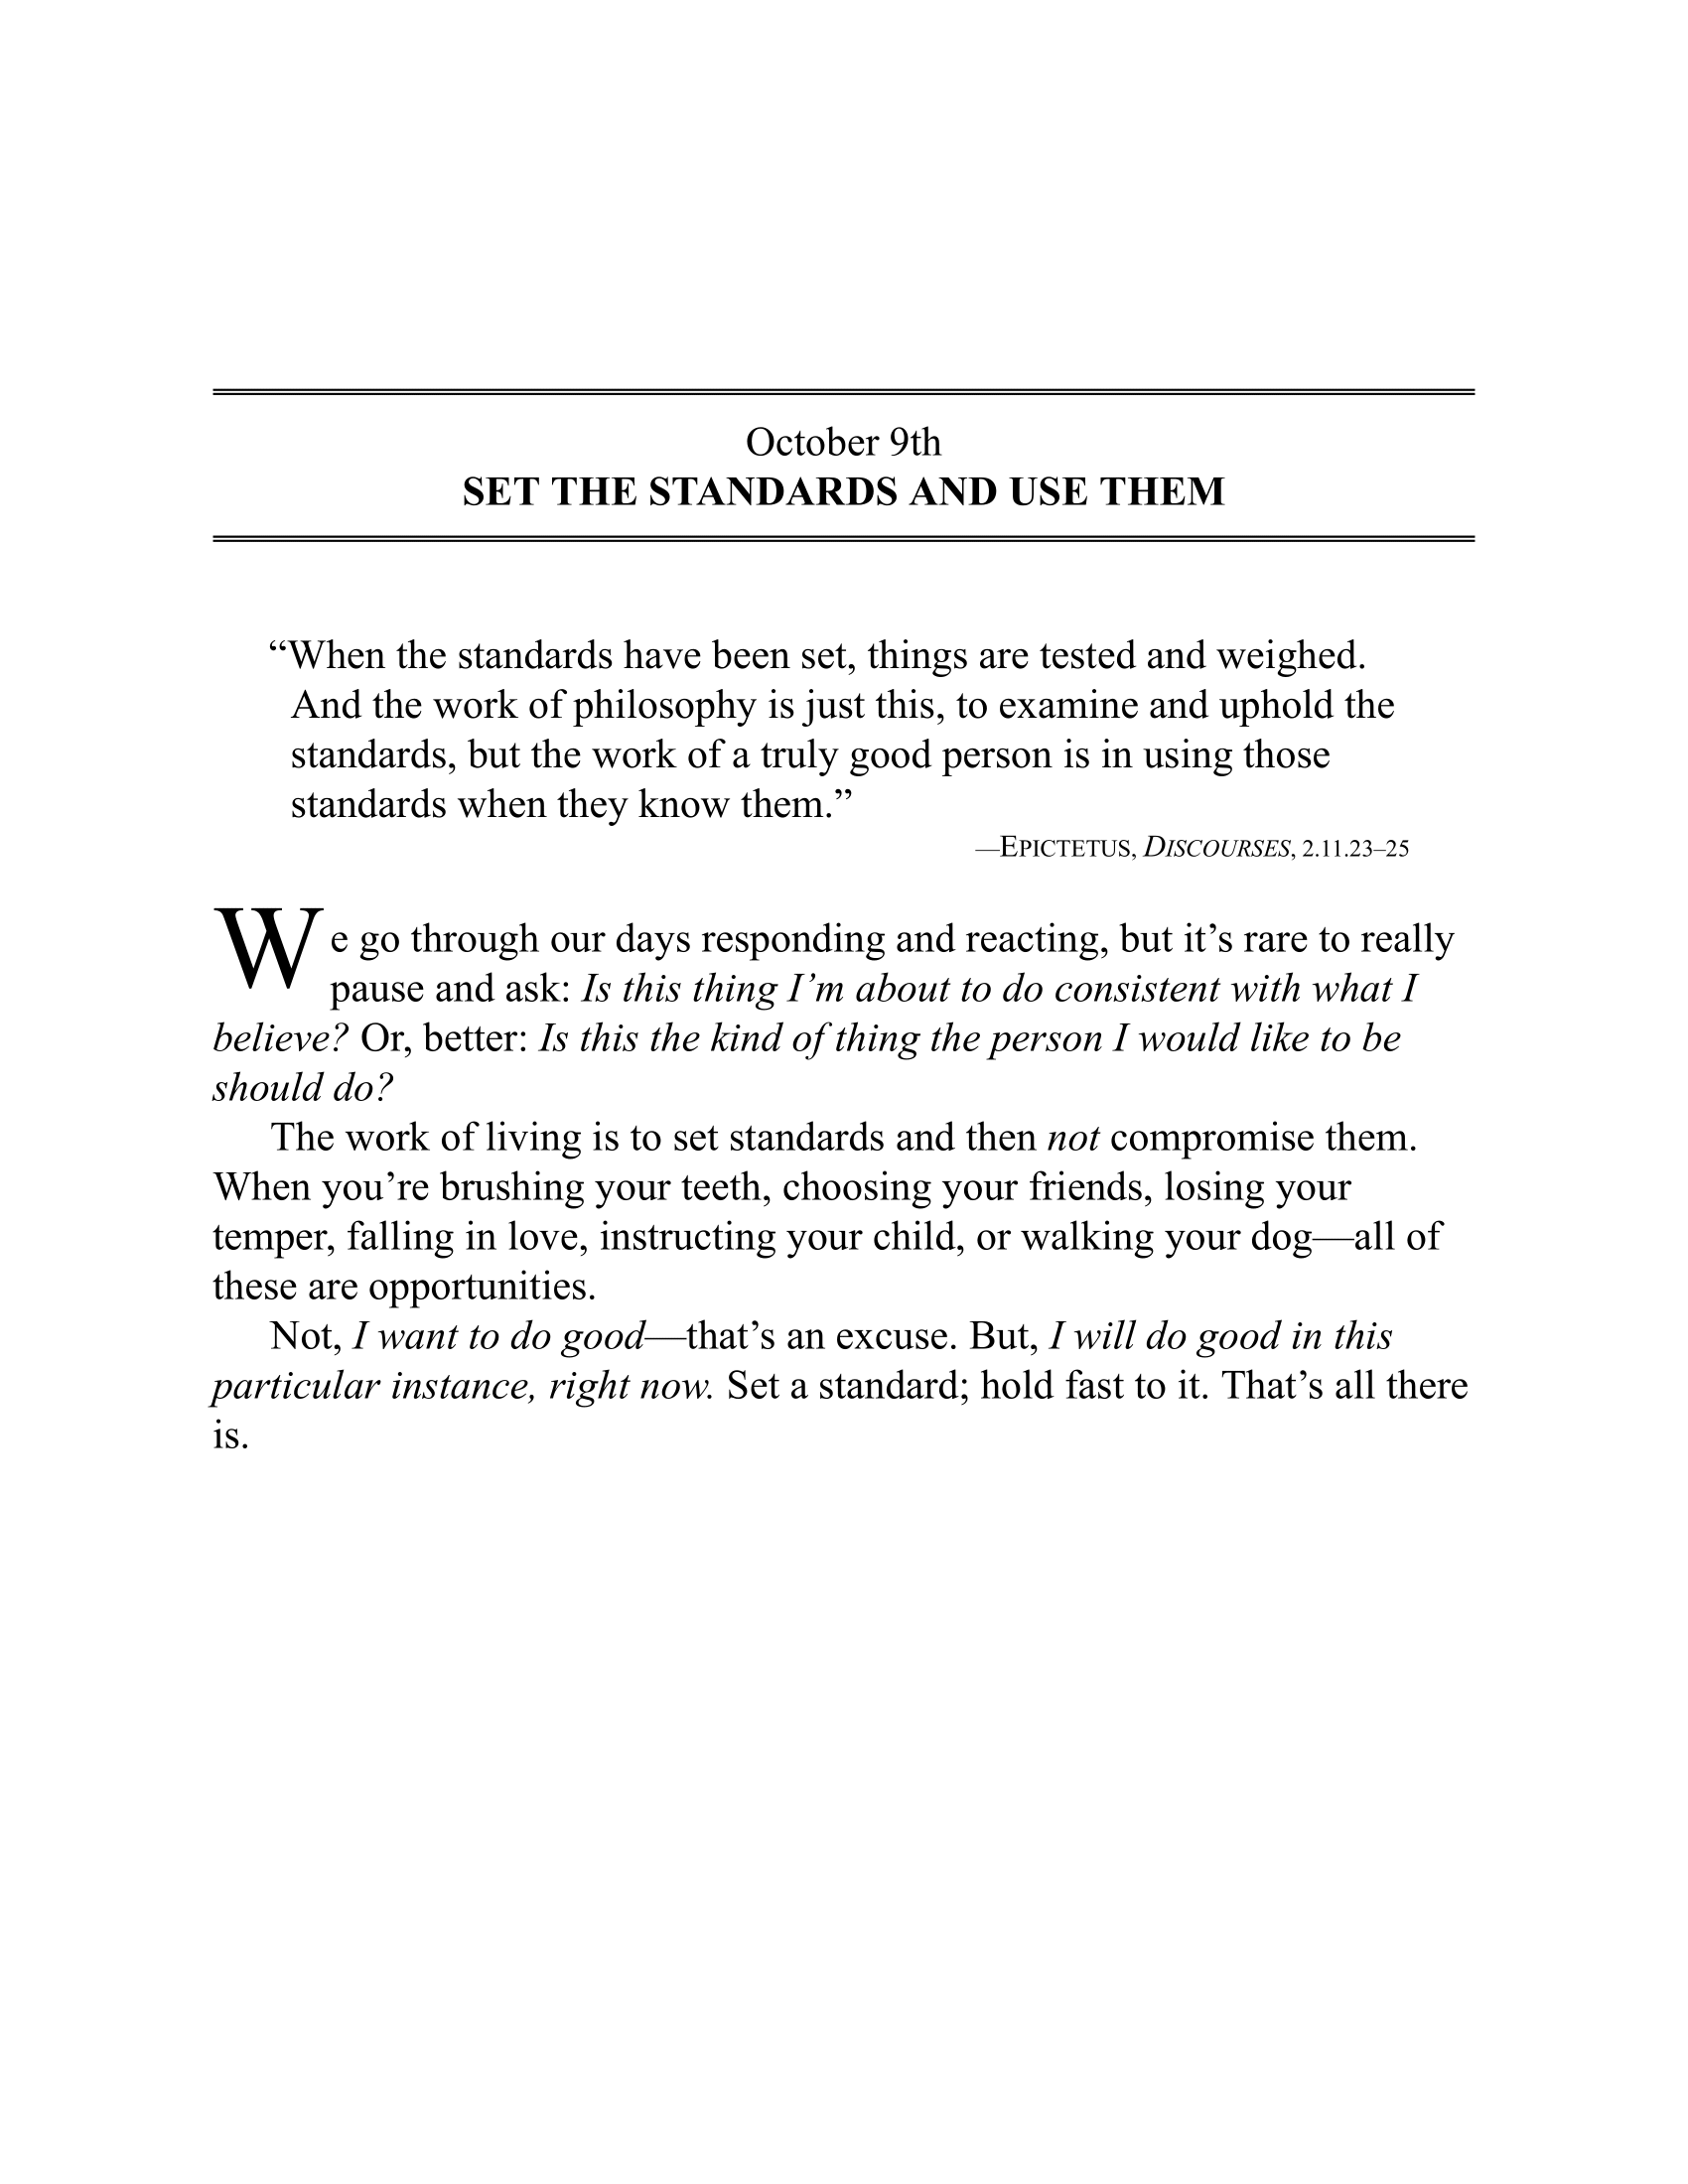 October 9th
SET THE STANDARDS AND USE THEM
“When the standards have been set, things are tested and weighed.
And the work of philosophy is just this, to examine and uphold the
standards, but the work of a truly good person is in using those
standards when they know them.”
—EPICTETUS, DISCOURSES, 2.11.23–25
We go through our days responding and reacting, but it’s rare to really
pause and ask: Is this thing I’m about to do consistent with what I
believe? Or, better: Is this the kind of thing the person I would like to be
should do?
The work of living is to set standards and then not compromise them.
When you’re brushing your teeth, choosing your friends, losing your
temper, falling in love, instructing your child, or walking your dog—all of
these are opportunities.
Not, I want to do good—that’s an excuse. But, I will do good in this
particular instance, right now. Set a standard; hold fast to it. That’s all there
is.